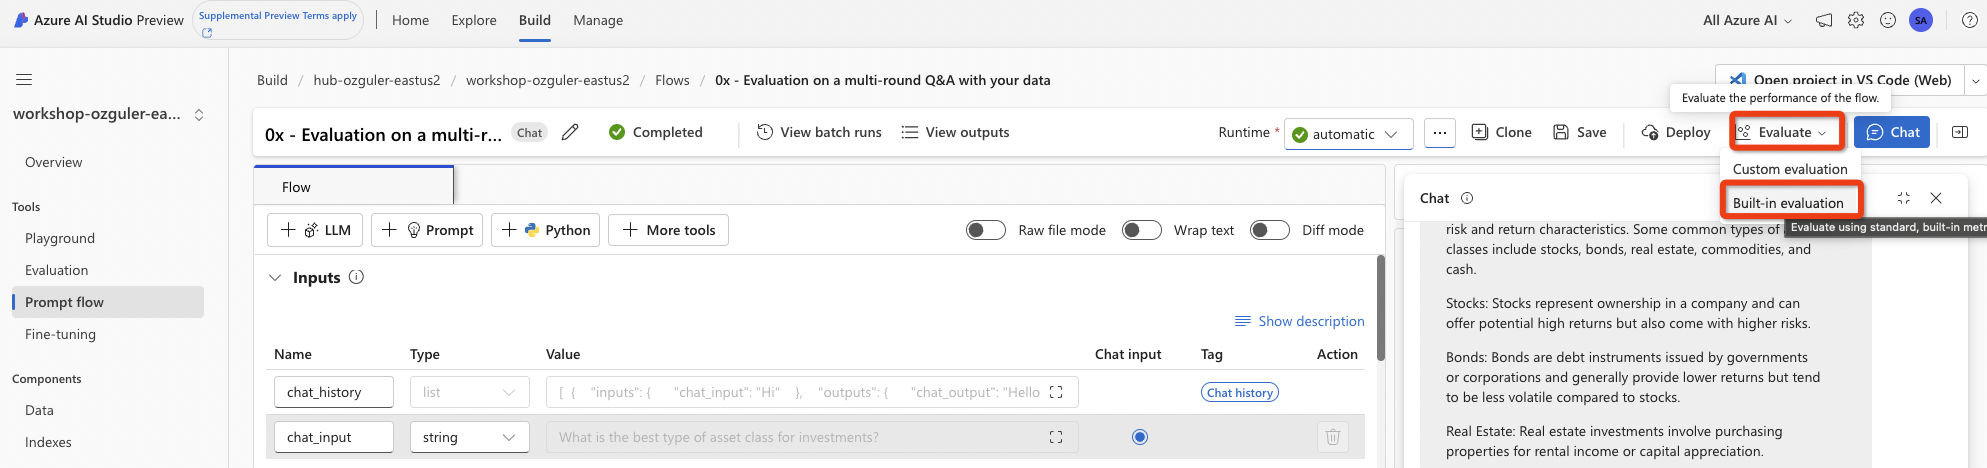 Azure AI Studio Preview
Supplemental Preview Terms apply
Home
Explore
Build
Manage
All Azure AI
SA
workshop-ozguler-ea...
Overview
Tools
Playground
Evaluation
Prompt flow
Fine-tuning
Components
Data
Indexes
Build / hub-ozguler-eastus2 / workshop-ozguler-eastus2 / Flows / 0x - Evaluation on a multi-round Q&A with your data
Open project in VS Code (Web)
Evaluate the performance of the flow.
0x - Evaluation on a multi-r...
Chat
Completed
View batch runs
View outputs
Runtime *
automatic
...
Clone
Save
Deploy
Evaluate
Chat
Custom evaluation
Built-in evaluation
Evaluate using standard, built-in metr
Flow
+ LLM
+ Prompt
+ Python
+ More tools
Raw file mode
Wrap text
Diff mode
Inputs
Show description
Name
Type
Value
Chat input
Tag
Action
chat_history
list
[ { "inputs": { "chat_input": "Hi" }, "outputs": { "chat_output": "Hello
Chat history
chat_input
string
What is the best type of asset class for investments?
Chat
risk and return characteristics. Some common types of
classes include stocks, bonds, real estate, commodities, and
cash.
Stocks: Stocks represent ownership in a company and can
offer potential high returns but also come with higher risks.
Bonds: Bonds are debt instruments issued by governments
or corporations and generally provide lower returns but tend
to be less volatile compared to stocks.
Real Estate: Real estate investments involve purchasing
properties for rental income or capital appreciation.